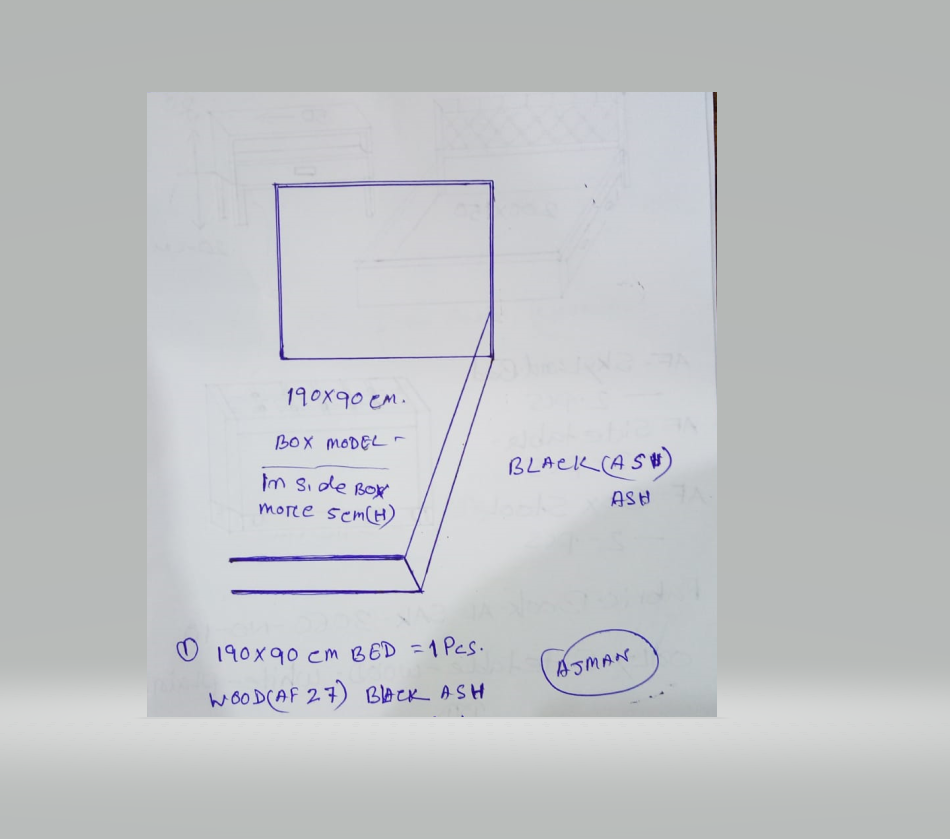 190X90 CM.
BOX MODEL -
In side BOX
more 5cm(H)
BLACK(ASH)
ASH
① 190X90 cm BED = 1 Pcs.
WOOD(AF 27) BLACK ASH
AJMAN